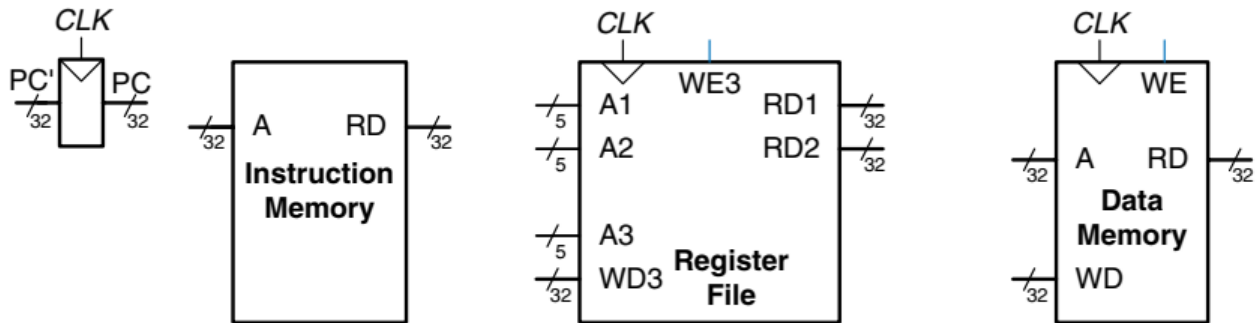 CLK
PC' PC
32 32
A RD
32 32
Instruction
Memory
CLK
WE3
A1 RD1
5 32
A2 RD2
5 32
A3
5
WD3
32
Register
File
CLK
WE
A RD
32 32
Data
Memory
WD
32